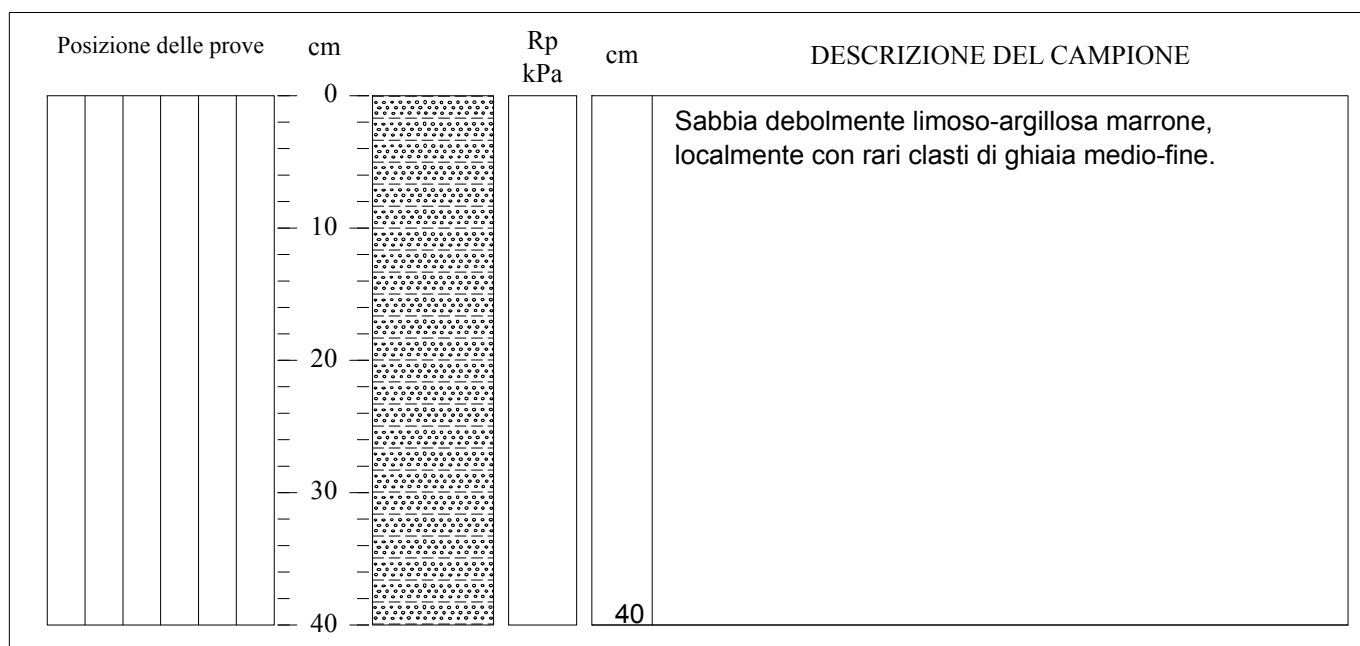 Posizione delle prove
cm
Rp
kPa
cm
DESCRIZIONE DEL CAMPIONE
0
10
20
30
40
40
Sabbia debolmente limoso-argillosa marrone,
localmente con rari clasti di ghiaia medio-fine.